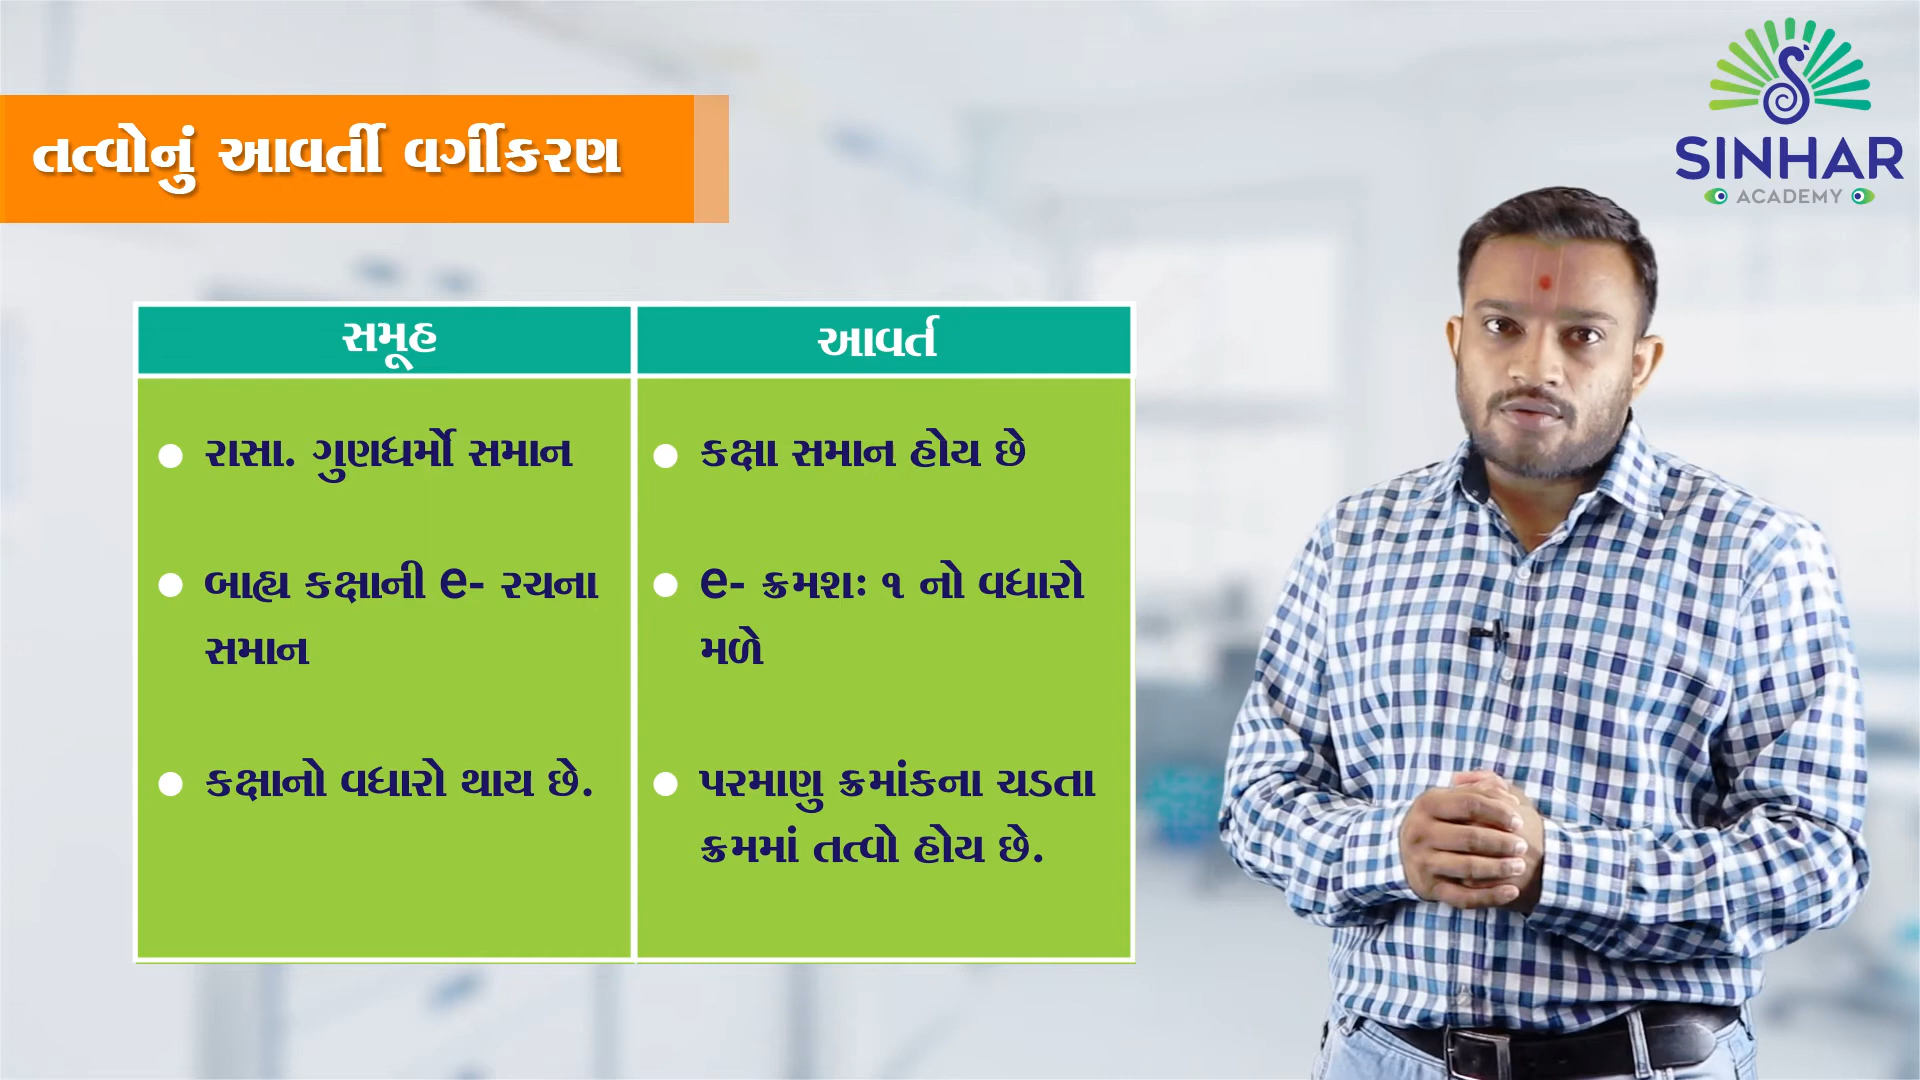 તત્વોનું આવર્તી વર્ગીકરણ
SINHAR
ACADEMY
સમૂહ
આવર્ત
રાસા. ગુણધર્મો સમાન
બાહ્ય કક્ષાની e- રચના
સમાન
કક્ષાનો વધારો થાય છે.
કક્ષા સમાન હોય છે
e- ક્રમશઃ ૧ નો વધારો
મળે
પરમાણુ ક્રમાંકના ચડતા
ક્રમમાં તત્વો હોય છે.